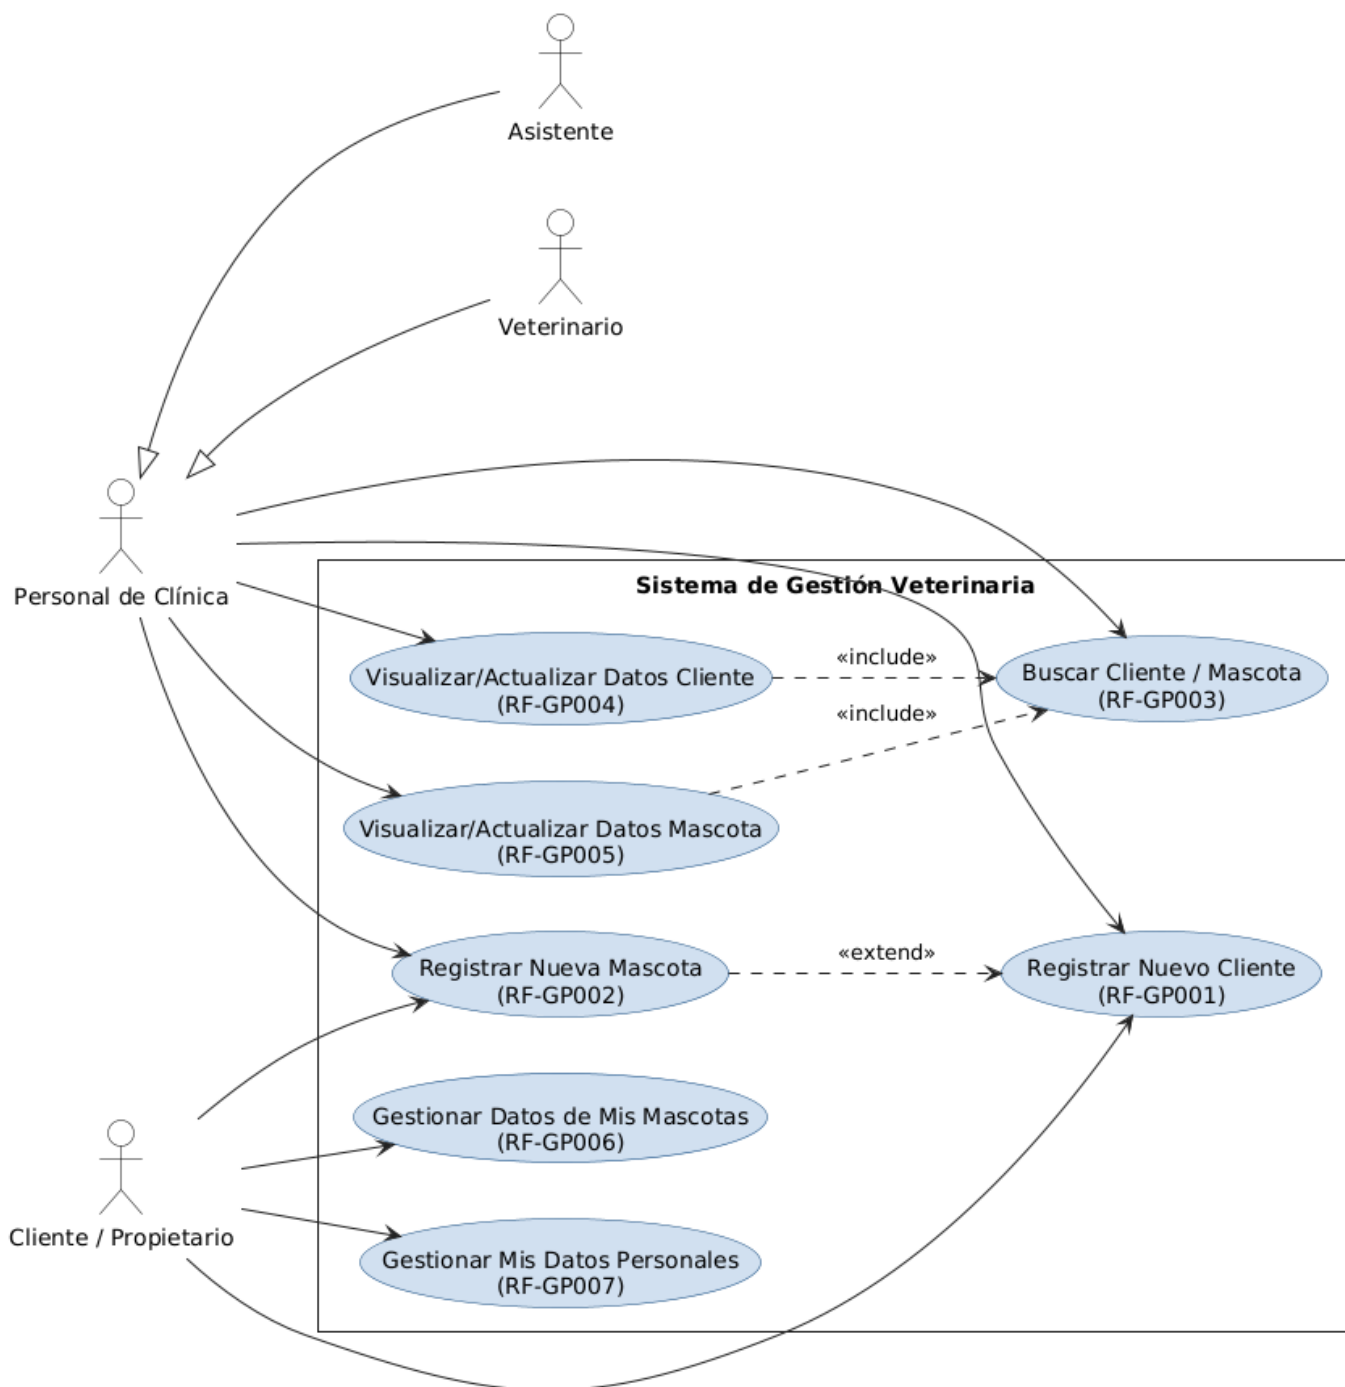 Asistente
Veterinario
Personal de Clínica
Sistema de Gestión Veterinaria
Visualizar/Actualizar Datos Cliente
(RF-GP004)
«include»
Buscar Cliente / Mascota
(RF-GP003)
«include»
Visualizar/Actualizar Datos Mascota
(RF-GP005)
Registrar Nueva Mascota
(RF-GP002)
«extend»
Registrar Nuevo Cliente
(RF-GP001)
Gestionar Datos de Mis Mascotas
(RF-GP006)
Cliente / Propietario
Gestionar Mis Datos Personales
(RF-GP007)